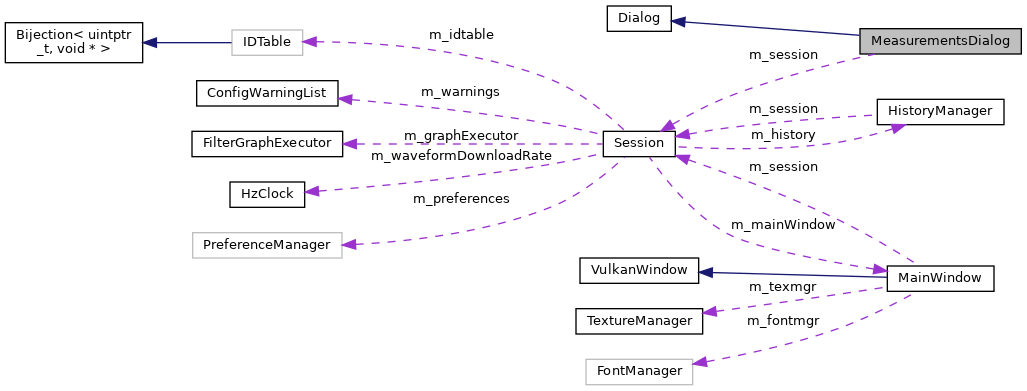 Dialog
Bijection< uintptr
_t, void * >
IDTable
m_idtable
MeasurementsDialog
m_session
ConfigWarningList
m_warnings
m_session
HistoryManager
FilterGraphExecutor
m_graphExecutor
Session
m_history
m_waveformDownloadRate
m_session
HzClock
m_preferences
m_mainWindow
PreferenceManager
VulkanWindow
MainWindow
m_texmgr
TextureManager
m_fontmgr
FontManager